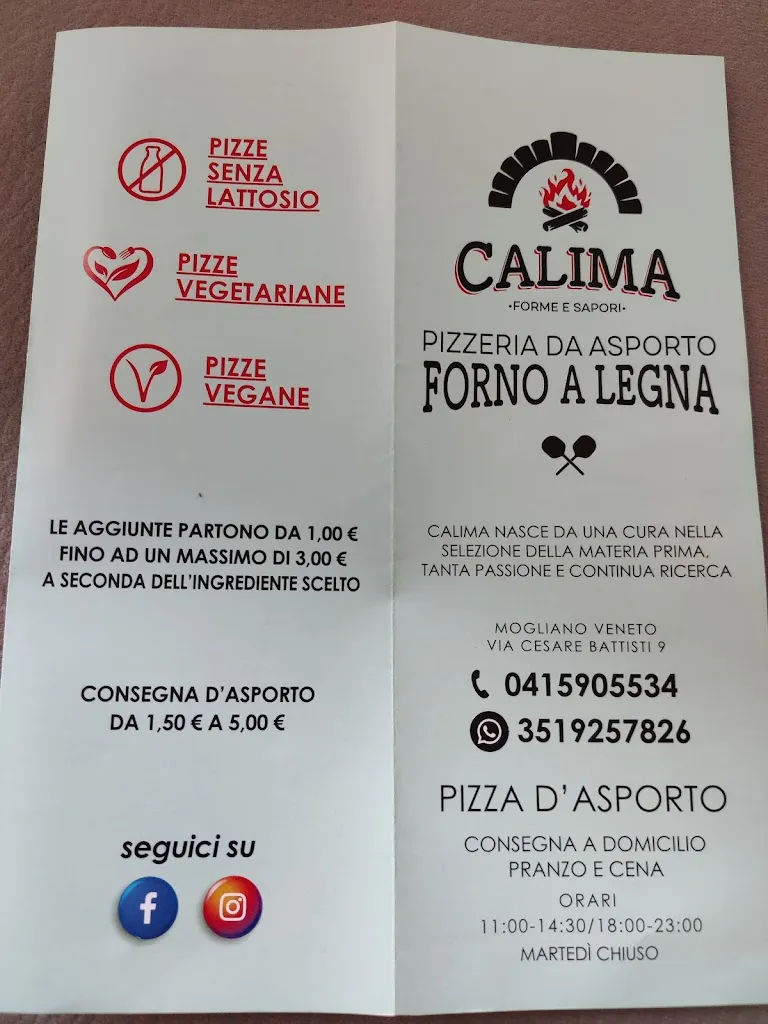 PIZZE
SENZA
LATTOSIO
PIZZE
VEGETARIANE
PIZZE
VEGANE
LE AGGIUNTE PARTONO DA 1,00 €
FINO AD UN MASSIMO DI 3,00 €
A SECONDA DELL'INGREDIENTE SCELTO
CONSEGNA D'ASPORTO
DA 1,50 € A 5,00 €
seguici su
CALIMA
•FORME E SAPORI•
PIZZERIA DA ASPORTO
FORNO A LEGNA
CALIMA NASCE DA UNA CURA NELLA
SELEZIONE DELLA MATERIA PRIMA,
TANTA PASSIONE E CONTINUA RICERCA
MOGLIANO VENETO
VIA CESARE BATTISTI 9
0415905534
3519257826
PIZZA D'ASPORTO
CONSEGNA A DOMICILIO
PRANZO E CENA
ORARI
11:00-14:30/18:00-23:00
MARTEDÌ CHIUSO